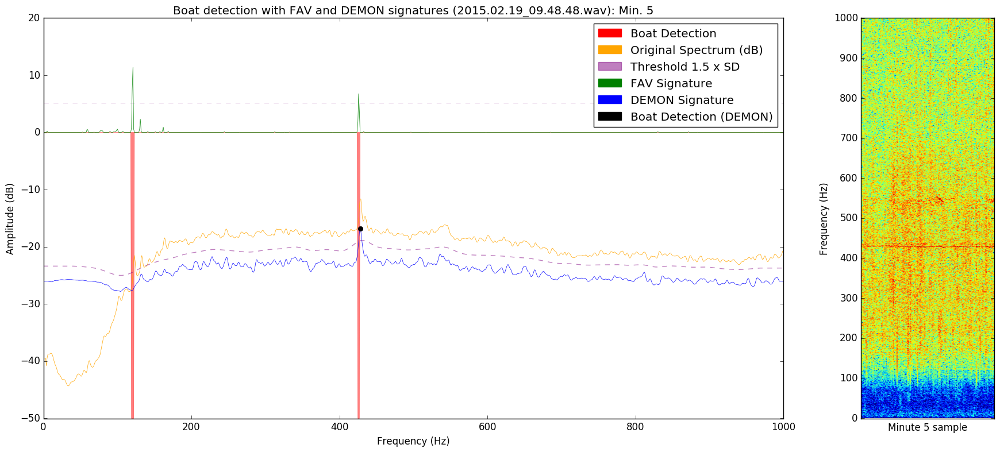 Boat detection with FAV and DEMON signatures (2015.02.19_09.48.48.wav): Min. 5
20
10
0
−10
−20
−30
−40
−50
Amplitude (dB)
0
200
400
600
800
1000
Frequency (Hz)
Boat Detection
Original Spectrum (dB)
Threshold 1.5 x SD
FAV Signature
DEMON Signature
Boat Detection (DEMON)
1000
900
800
700
600
500
400
300
200
100
0
Frequency (Hz)
Minute 5 sample